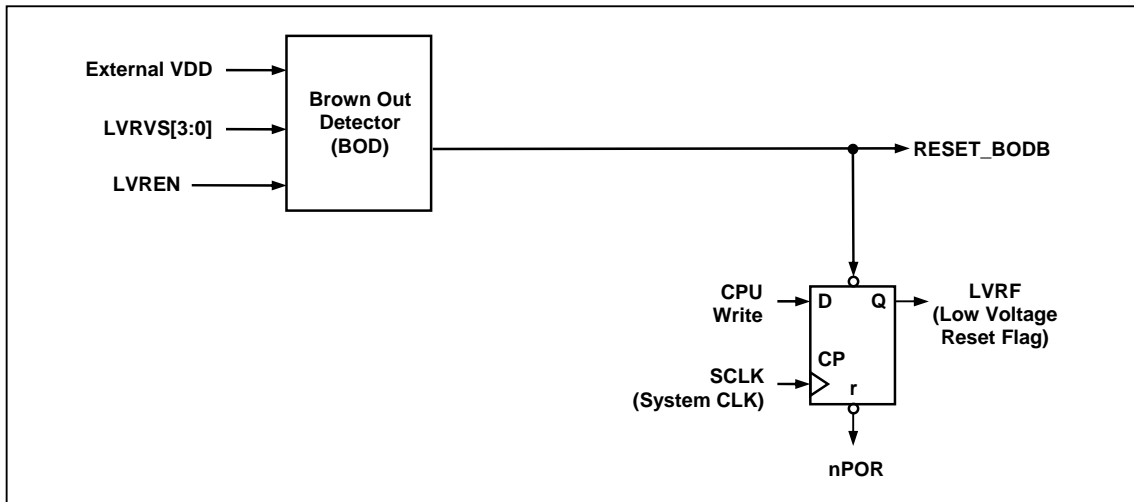 External VDD
LVRVS[3:0]
LVREN
Brown Out
Detector
(BOD)
RESET_BODB
CPU
Write
D
Q
LVRF
(Low Voltage
Reset Flag)
CP
SCLK
(System CLK)
r
nPOR